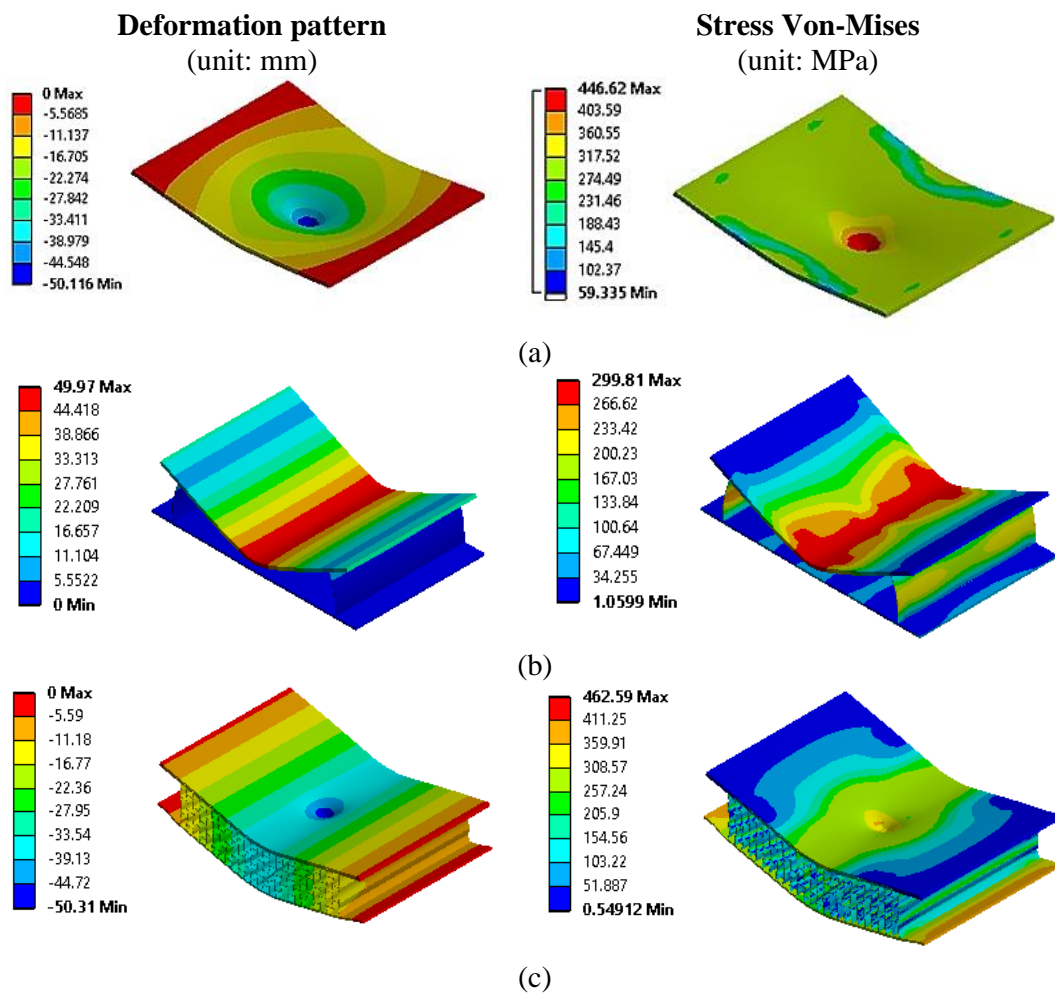 Deformation pattern
(unit: mm)
Stress Von-Mises
(unit: MPa)
0 Max
-5.5685
-11.137
-16.705
-22.274
-27.842
-33.411
-38.979
-44.548
-50.116 Min
446.62 Max
403.59
360.55
317.52
274.49
231.46
188.43
145.4
102.37
59.335 Min
(a)
49.97 Max
44.418
38.866
33.313
27.761
22.209
16.657
11.104
5.5522
0 Min
299.81 Max
266.62
233.42
200.23
167.03
133.84
100.64
67.449
34.255
1.0599 Min
(b)
0 Max
-5.59
-11.18
-16.77
-22.36
-27.95
-33.54
-39.13
-44.72
-50.31 Min
462.59 Max
411.25
359.91
308.57
257.24
205.9
154.56
103.22
51.887
0.54912 Min
(c)